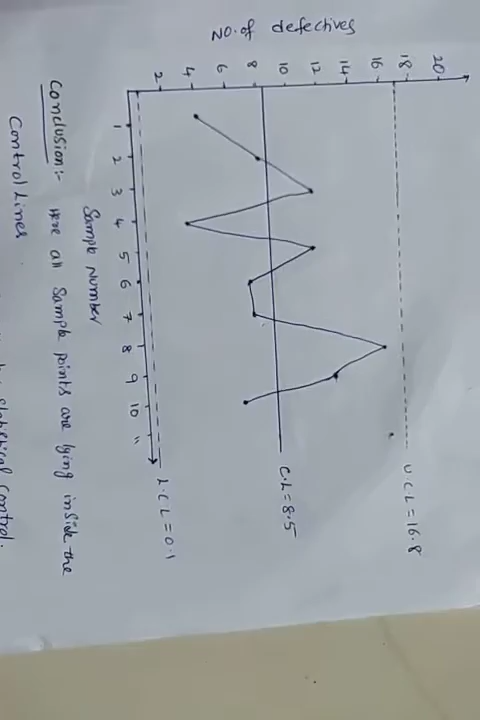 No. of defectives
20
18
16
14
12
10
8
6
4
2
UCL = 16.8
C.L = 8.5
L.C.L = 0.1
1 2 3 4 5 6 7 8 9 10 11
Sample Number
Conclusion :- Here all Sample points are lying inside the
Control Lines
statistical control.